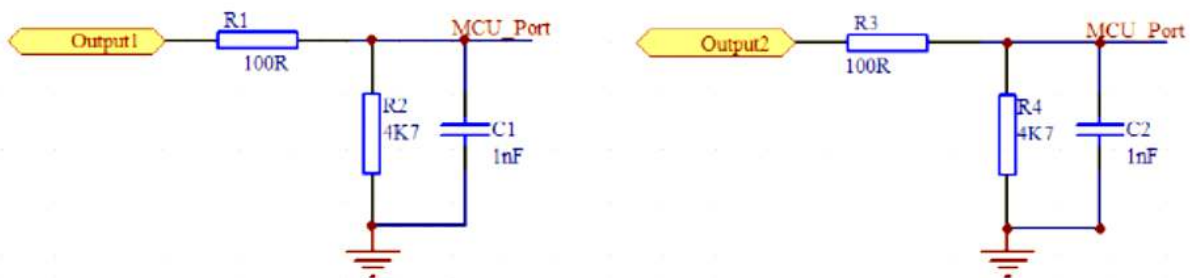 R1
MCU_Port
Output1
100R
R2
4K7
C1
1nF
R3
MCU_Port
Output2
100R
R4
4K7
C2
1nF